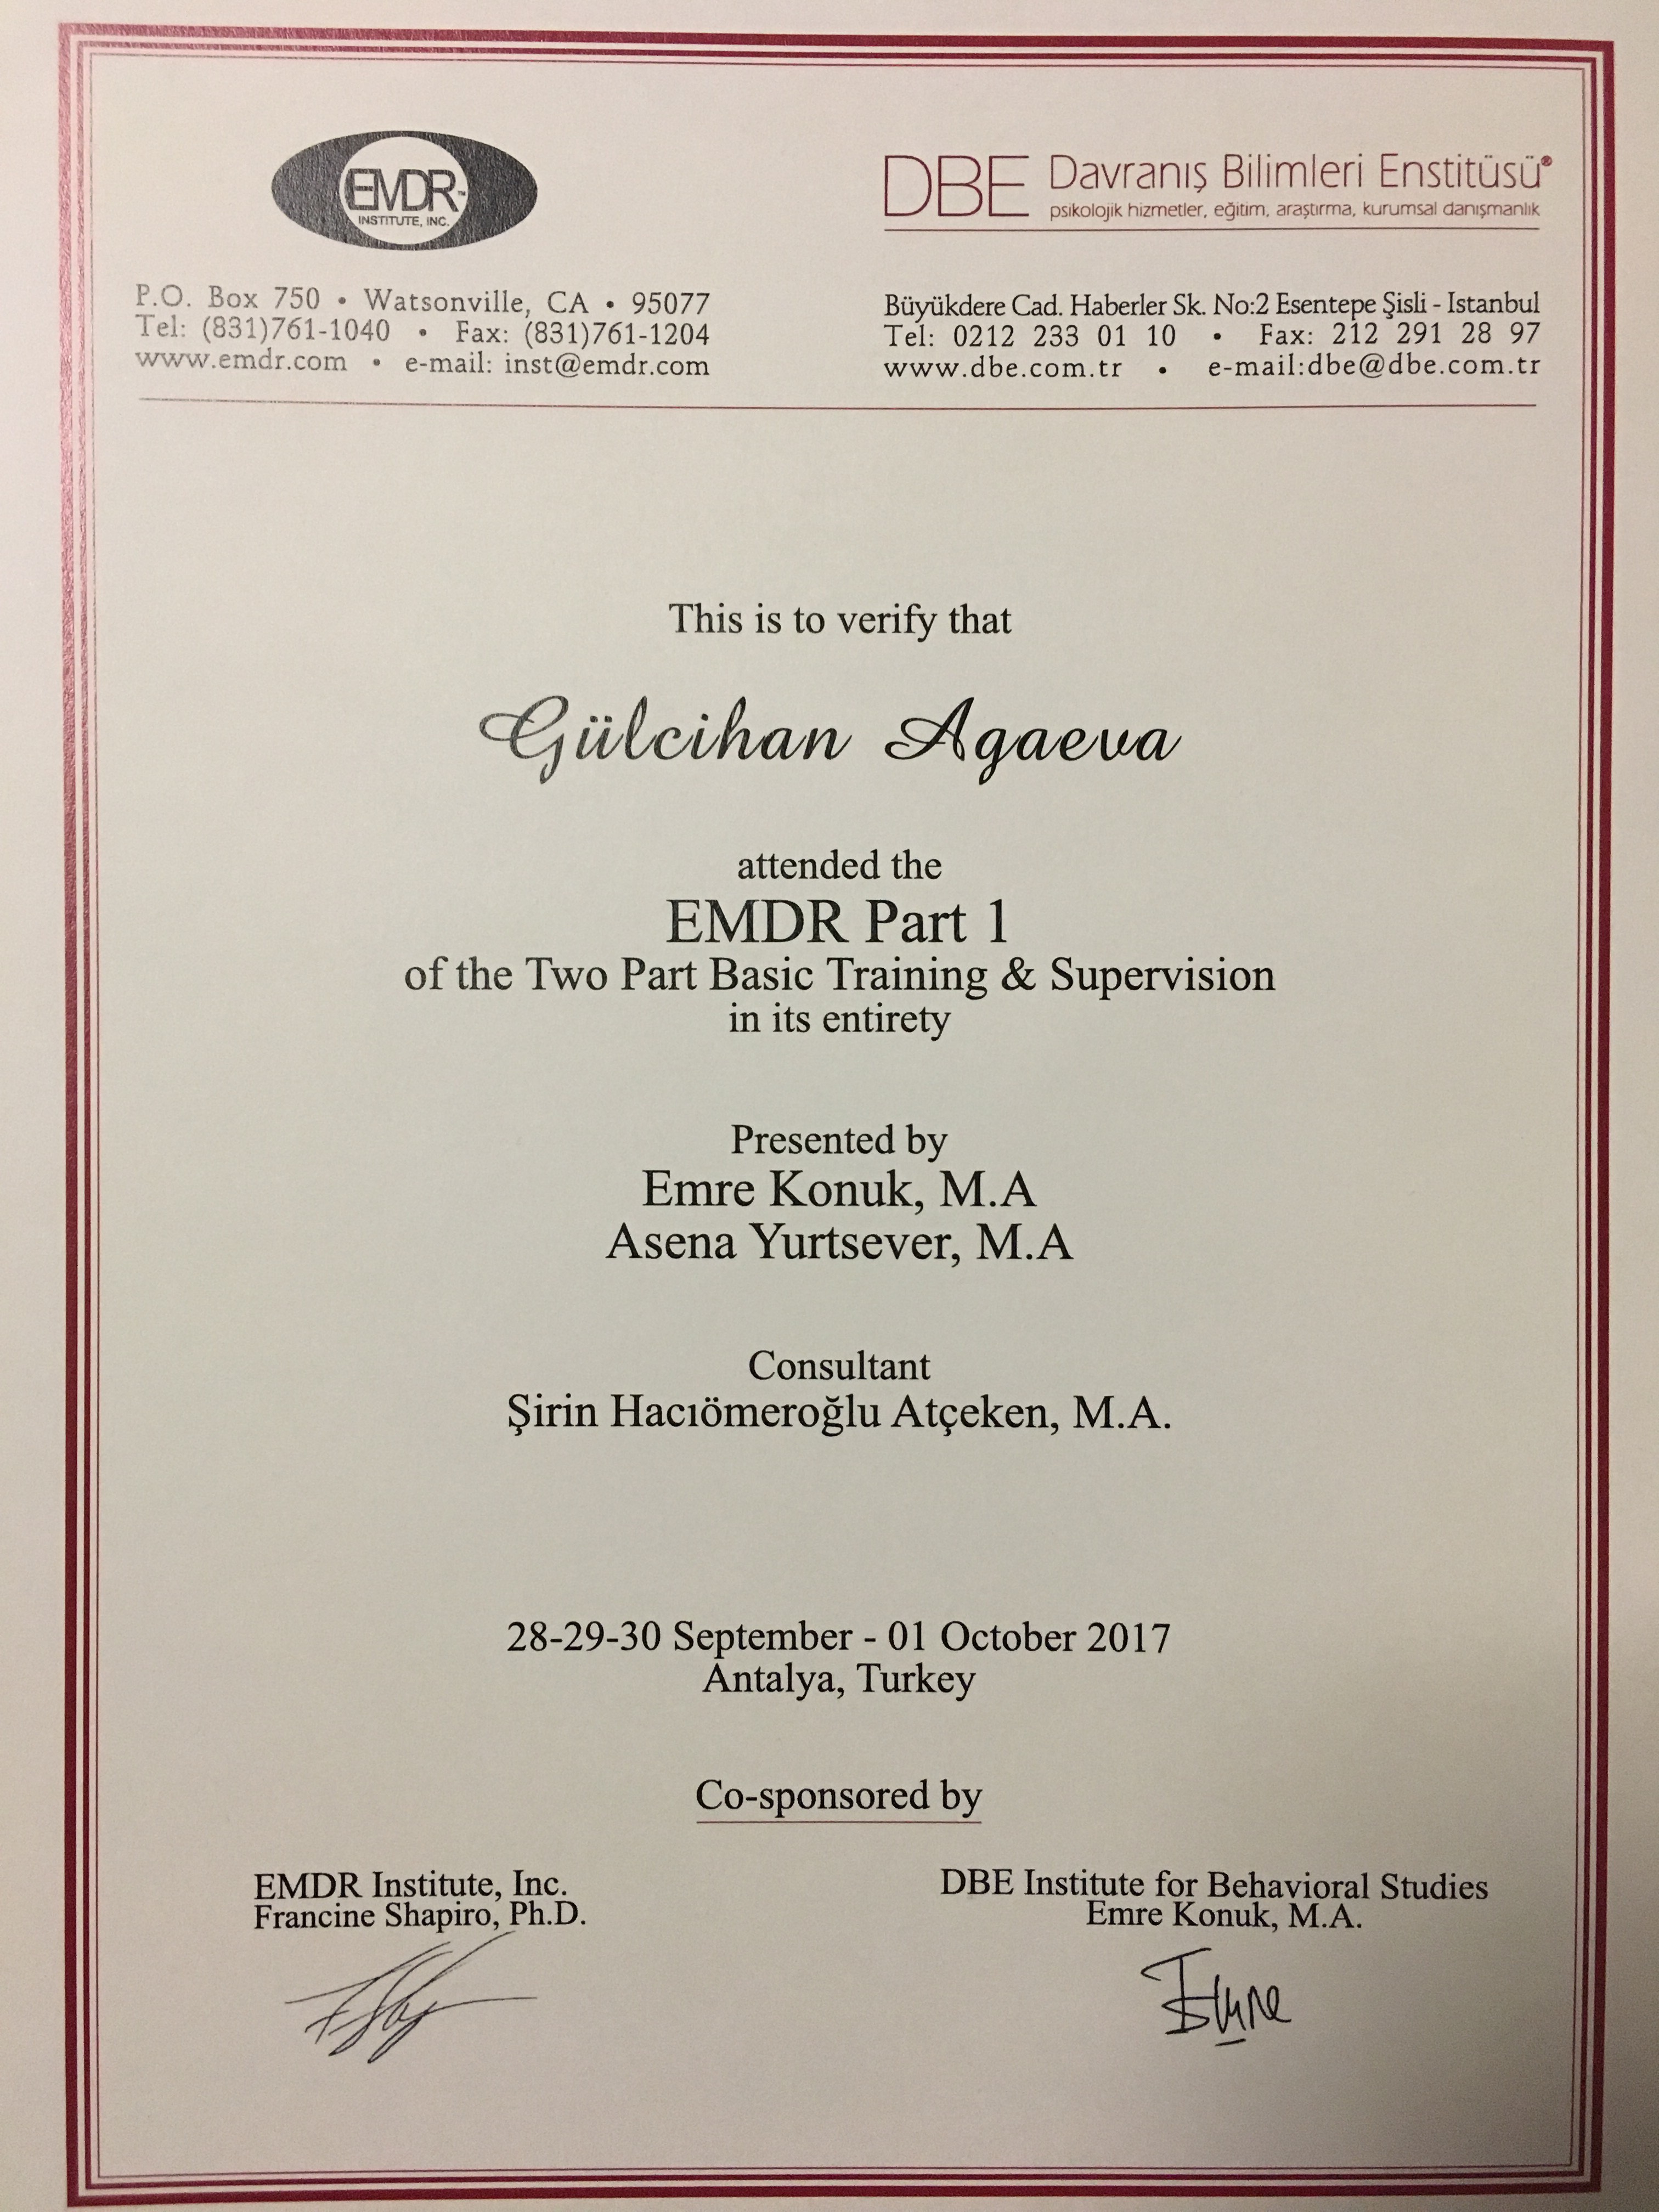 EMDR™
INSTITUTE, INC.
P.O. Box 750 • Watsonville, CA • 95077
Tel: (831)761-1040 • Fax: (831)761-1204
www.emdr.com • e-mail: inst@emdr.com
DBE Davranış Bilimleri Enstitüsü®
psikolojik hizmetler, eğitim, araştırma, kurumsal danışmanlık
Büyükdere Cad. Haberler Sk. No:2 Esentepe Şisli - Istanbul
Tel: 0212 233 01 10 • Fax: 212 291 28 97
www.dbe.com.tr • e-mail:dbe@dbe.com.tr
This is to verify that
Gülcihan Agaeva
attended the
EMDR Part 1
of the Two Part Basic Training & Supervision
in its entirety
Presented by
Emre Konuk, M.A
Asena Yurtsever, M.A
Consultant
Şirin Hacıömeroğlu Atçeken, M.A.
28-29-30 September - 01 October 2017
Antalya, Turkey
Co-sponsored by
EMDR Institute, Inc.
Francine Shapiro, Ph.D.
DBE Institute for Behavioral Studies
Emre Konuk, M.A.
Emre